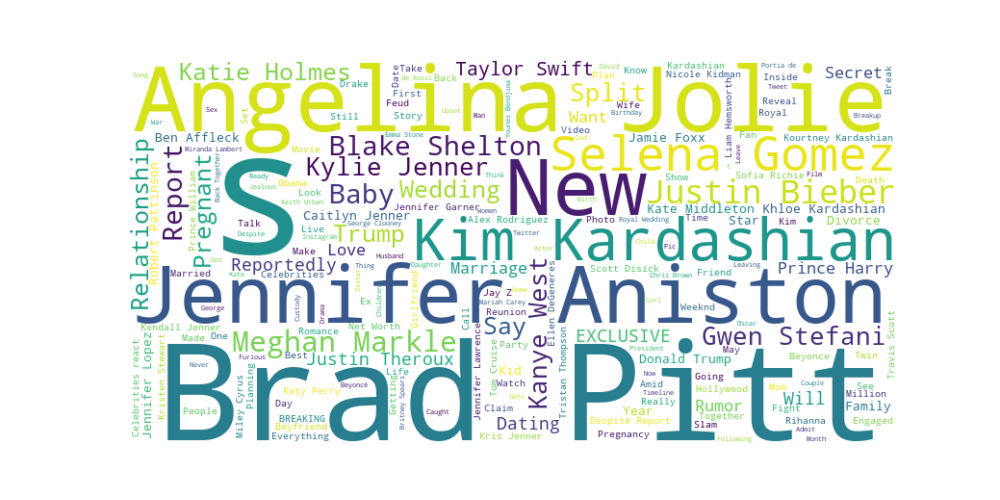 Angelina Jolie
Katie Holmes
Taylor Swift
Drake
Date
Take
de Rossi
Back
First
Feud
Story
Still
Song
War
Set
Sex
Upset
Man
Younes Bendjima
David
Plan
Know
Kardashian
Nicole Kidman
Tweet
Portia de
Inside
Reveal
Royal
Secret
Break
Breakup
Split
Want
Wife
Birthday
Video
Dad
Liam Hemsworth
Leave
Fan
Jamie Foxx
Kourtney Kardashian
Ben Affleck
Miranda Lambert
Emma Stone
Movie
Blake Shelton
Selena Gomez
Relationship
Report
Robert Pattinson
Pregnant
Prince William
Back Together
S
Ready
Jealous
Keith Urban
Obama
Look
Kylie Jenner
Baby
Wedding
Think
Women
New
Birth
Show
Justin Bieber
Sofia Richie
Film
Death
Caitlyn Jenner
Jennifer Garner
George Clooney
Alex Rodriguez
Photo
Royal Wedding
Kate Middleton
Time
Khloe Kardashian
Star
Kim
Divorce
Talk
Despite
Live
Instagram
Trump
Twitter
Actor
Child
Pic
Kim Kardashian
Got
Make
Love
Husband
Reportedly
Married
Kate
Celebrities
Thing
Sister
Daughter
Marriage
Scott Disick
Chris Brown
Friend
Leaving
Prince Harry
Jennifer Aniston
George
Custody
Drama
Ex
Children
Girlfriend
Jay Z
Mariah Carey
Home
Reunion
Kanye West
Ellen DeGeneres
Weeknd
Girl
Oscar
Kendall Jenner
Made
One
Net Worth
Romance
Call
Say
EXCLUSIVE
President
Gwen Stefani
May
Meghan Markle
Celebrities react
Jennifer Lopez
Kristen Stewart
Never
Furious
Best
Justin Theroux
Party
Life
Jennifer Lawrence
Tom Cruise
Kid
Watch
Tristan Thompson
Donald Trump
Now
Timeline
Going
Beyonce
Twin
Travis Scott
Amid
Really
Hollywood
Mom
Couple
Will
See
Million
Brad Pitt
People
Miley Cyrus
Planning
Katy Perry
Beyoncé
Day
BREAKING
Boyfriend
Everything
Getting
Britney Spears
Caught
Claim
Gets
Kris Jenner
Dating
Pregnancy
Year
Despite Report
Rumor
Together
Slam
Following
Fight
Rihanna
Admit
Month
Family
Engaged